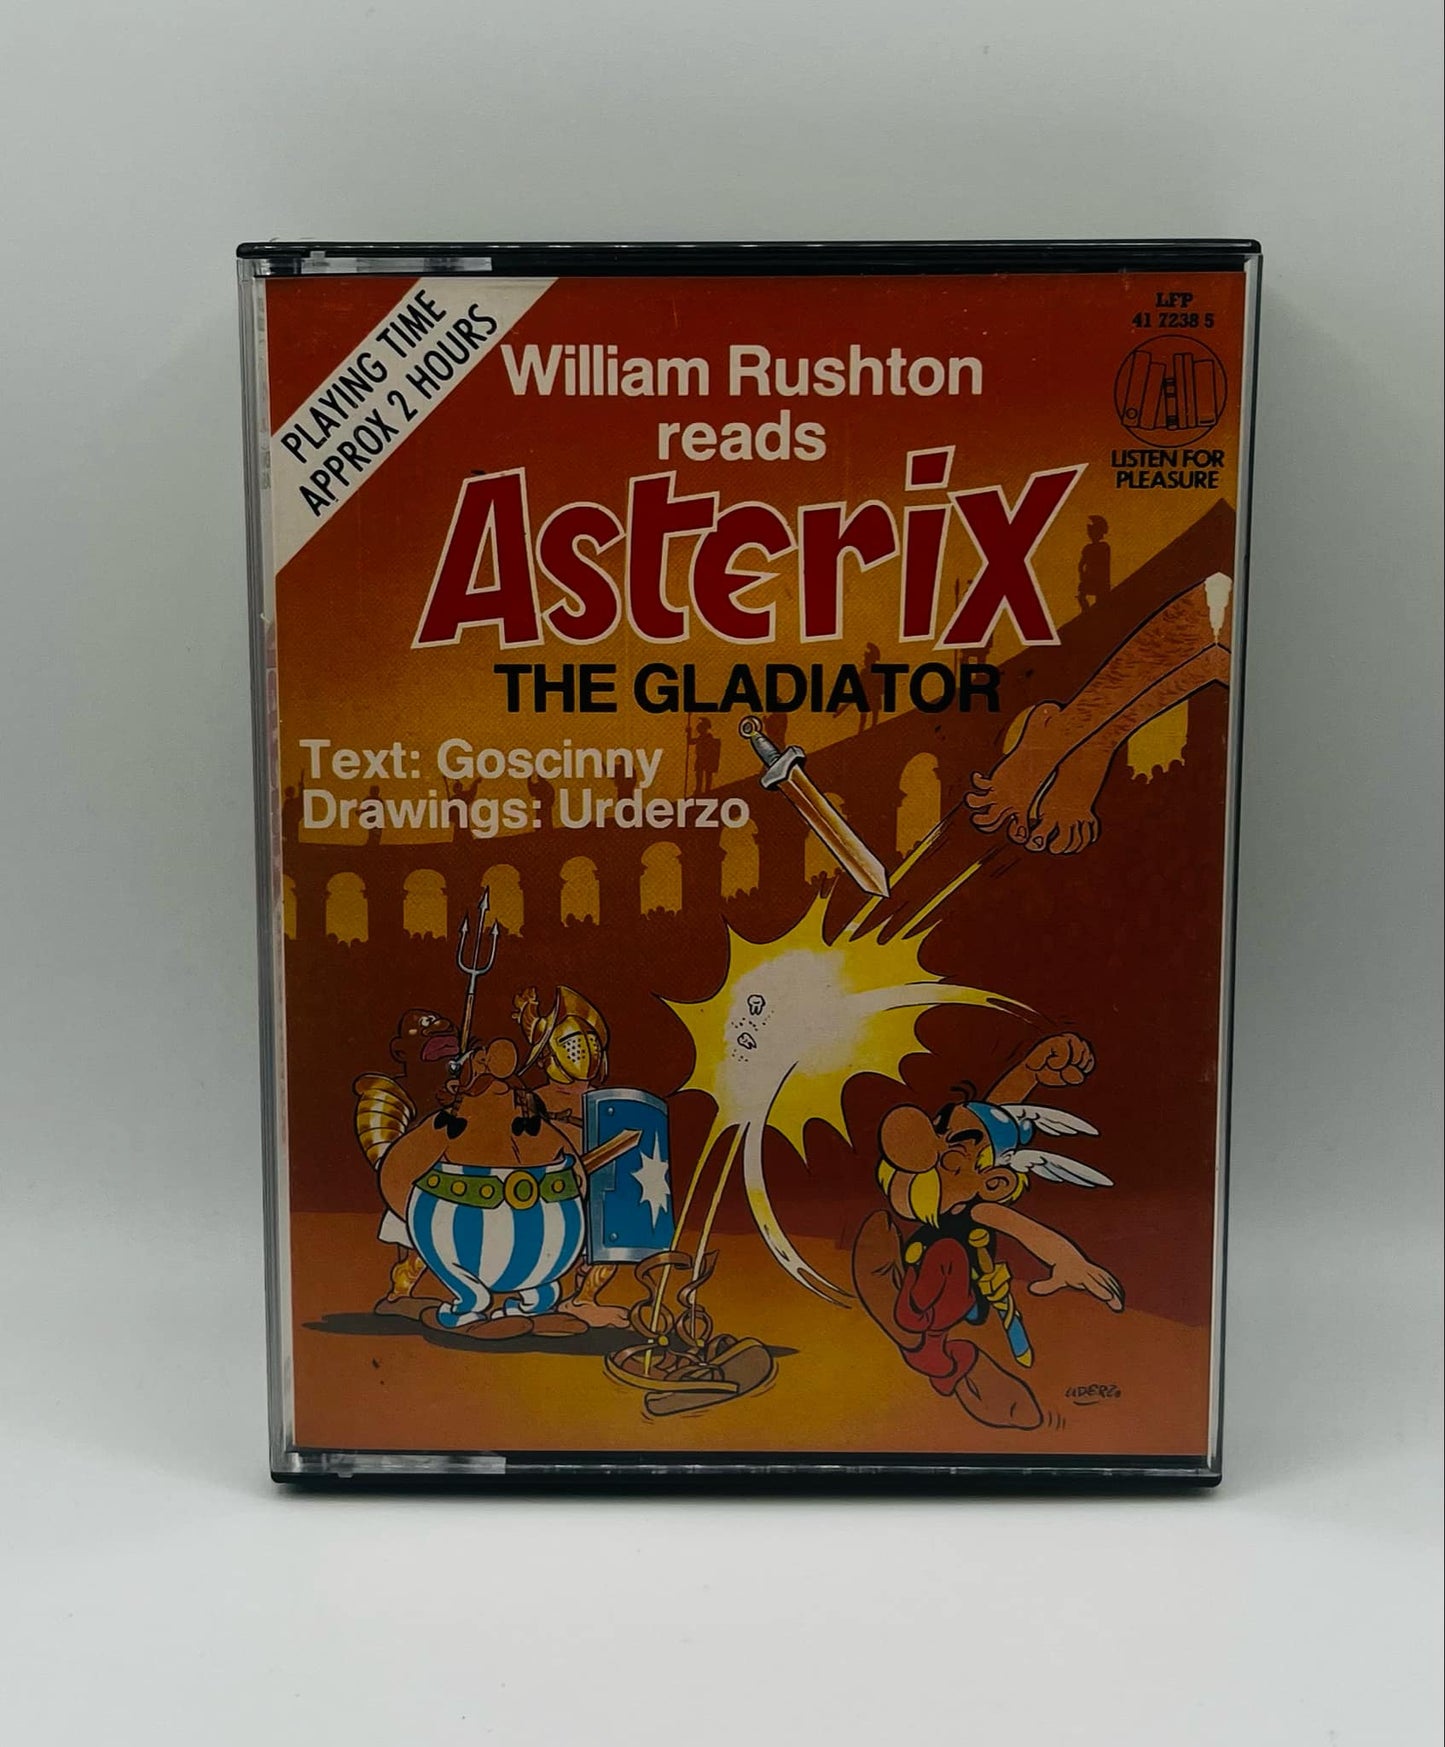 PLAYING TIME
APPROX 2 HOURS
LFP
41 7238 5
LISTEN FOR
PLEASURE
William Rushton
reads
Asterix
THE GLADIATOR
Text: Goscinny
Drawings: Urderzo
UDERZO